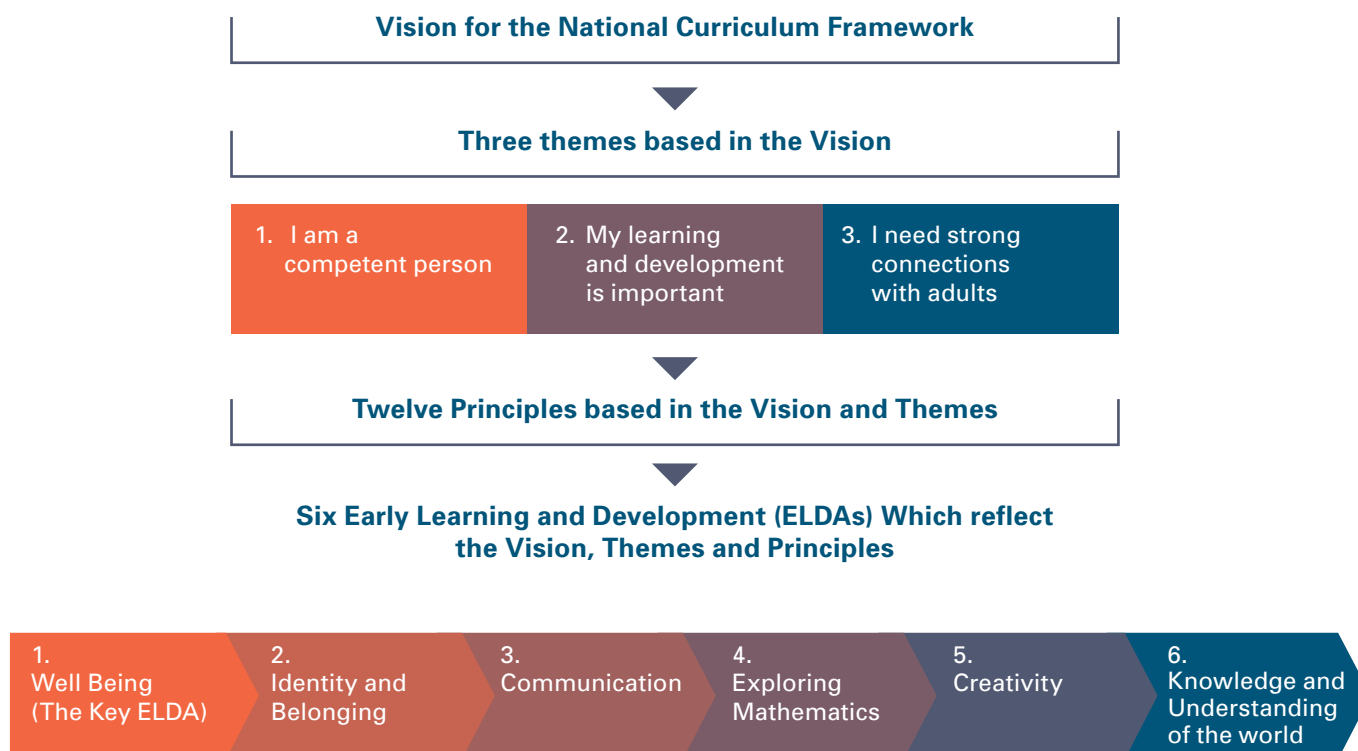 Vision for the National Curriculum Framework
Three themes based in the Vision
1. I am a
competent person
2. My learning
and development
is important
3. I need strong
connections
with adults
Twelve Principles based in the Vision and Themes
Six Early Learning and Development (ELDAs) Which reflect
the Vision, Themes and Principles
1.
Well Being
(The Key ELDA)
2.
Identity and
Belonging
3.
Communication
4.
Exploring
Mathematics
5.
Creativity
6.
Knowledge and
Understanding
of the world